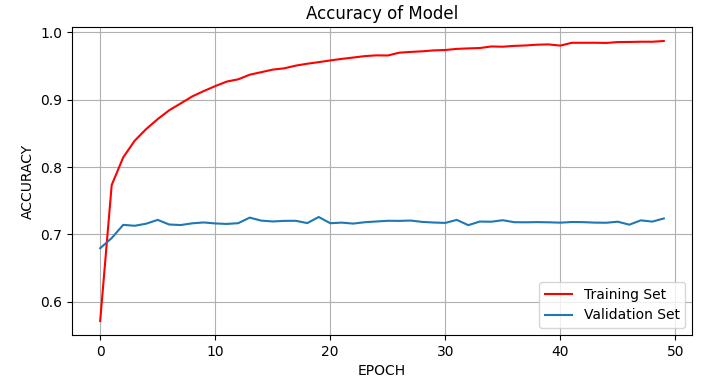 Accuracy of Model
1.0
0.9
0.8
0.7
0.6
ACCURACY
0
10
20
30
40
50
EPOCH
Training Set
Validation Set